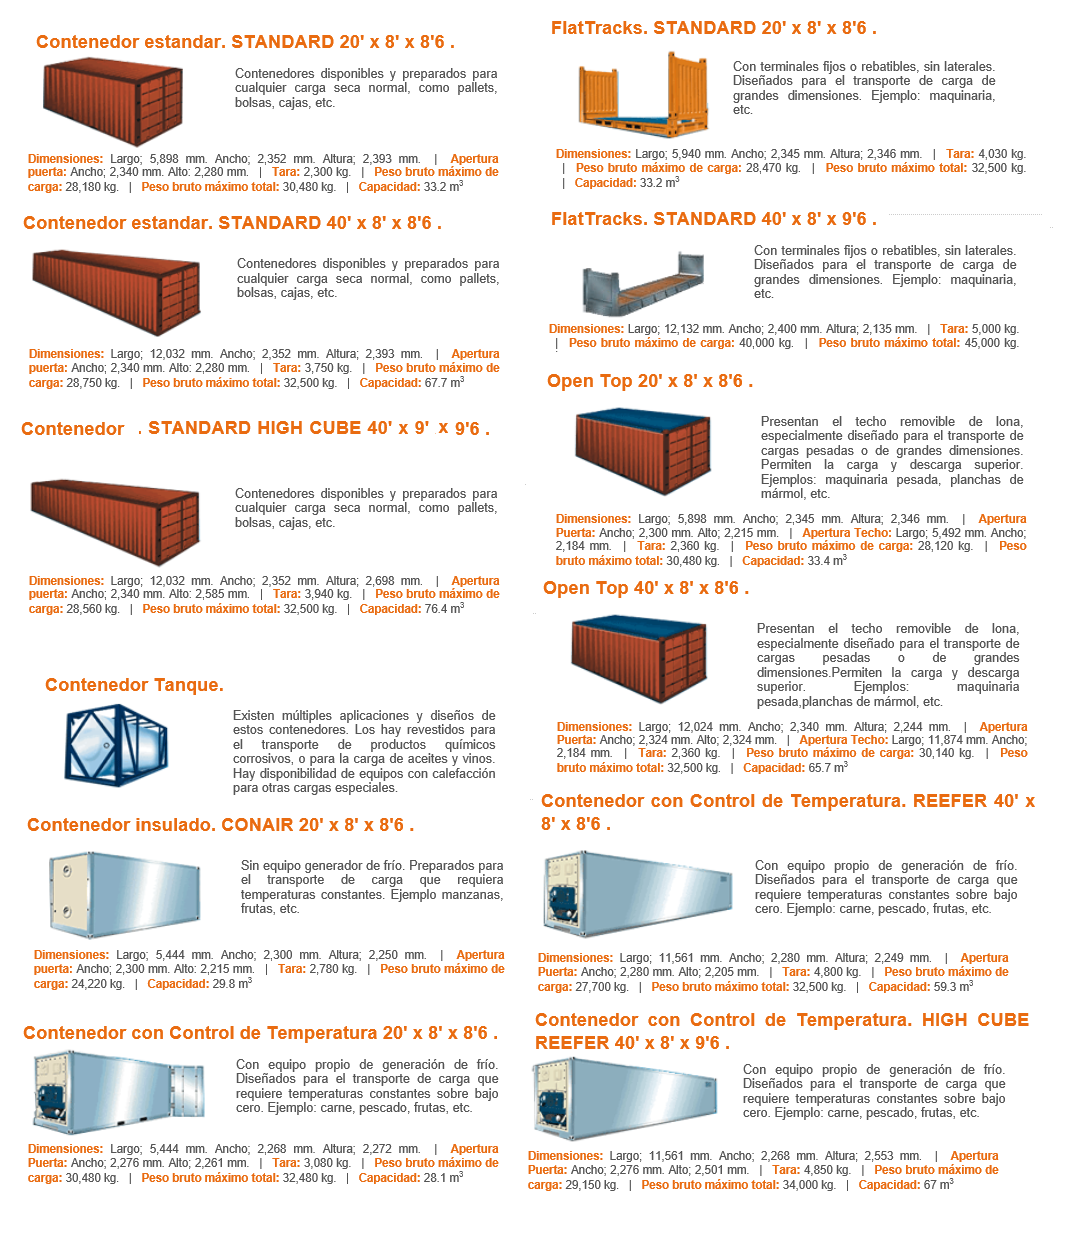 Contenedor estandar. STANDARD 20' x 8' x 8'6 .
Contenedores disponibles y preparados para
cualquier carga seca normal, como pallets,
bolsas, cajas, etc.
Dimensiones: Largo; 5,898 mm. Ancho; 2,352 mm. Altura; 2,393 mm. | Apertura
puerta: Ancho; 2,340 mm. Alto: 2,280 mm. | Tara: 2,300 kg. | Peso bruto máximo de
carga: 28,180 kg. | Peso bruto máximo total: 30,480 kg. | Capacidad: 33.2 m3
Contenedor estandar. STANDARD 40' x 8' x 8'6 .
Contenedores disponibles y preparados para
cualquier carga seca normal, como pallets,
bolsas, cajas, etc.
Dimensiones: Largo; 12,032 mm. Ancho; 2,352 mm. Altura; 2,393 mm. | Apertura
puerta: Ancho; 2,340 mm. Alto: 2,280 mm. | Tara: 3,750 kg. | Peso bruto máximo de
carga: 28,750 kg. | Peso bruto máximo total: 32,500 kg. | Capacidad: 67.7 m3
Contenedor . STANDARD HIGH CUBE 40' x 9' x 9'6 .
Contenedores disponibles y preparados para
cualquier carga seca normal, como pallets,
bolsas, cajas, etc.
Dimensiones: Largo; 12,032 mm. Ancho; 2,352 mm. Altura; 2,698 mm. | Apertura
puerta: Ancho; 2,340 mm. Alto: 2,585 mm. | Tara: 3,940 kg. | Peso bruto máximo de
carga: 28,560 kg. | Peso bruto máximo total: 32,500 kg. | Capacidad: 76.4 m3
Contenedor Tanque.
Existen múltiples aplicaciones y diseños de
estos contenedores. Los hay revestidos para
el transporte de productos químicos
corrosivos, o para la carga de aceites y vinos.
Hay disponibilidad de equipos con calefacción
para otras cargas especiales.
Contenedor insulado. CONAIR 20' x 8' x 8'6 .
Sin equipo generador de frío. Preparados para
el transporte de carga que requiera
temperaturas constantes. Ejemplo manzanas,
frutas, etc.
Dimensiones: Largo; 5,444 mm. Ancho; 2,300 mm. Altura; 2,250 mm. | Apertura
puerta: Ancho; 2,300 mm. Alto: 2,215 mm. | Tara: 2,780 kg. | Peso bruto máximo de
carga: 24,220 kg. | Capacidad: 29.8 m3
Contenedor con Control de Temperatura 20' x 8' x 8'6 .
Con equipo propio de generación de frío.
Diseñados para el transporte de carga que
requiere temperaturas constantes sobre bajo
cero. Ejemplo: carne, pescado, frutas, etc.
Dimensiones: Largo; 5,444 mm. Ancho; 2,268 mm. Altura; 2,272 mm. | Apertura
Puerta: Ancho; 2,276 mm. Alto; 2,261 mm. | Tara: 3,080 kg. | Peso bruto máximo de
carga: 30,480 kg. | Peso bruto máximo total: 32,480 kg. | Capacidad: 28.1 m3
FlatTracks. STANDARD 20' x 8' x 8'6 .
Con terminales fijos o rebatibles, sin laterales.
Diseñados para el transporte de carga de
grandes dimensiones. Ejemplo: maquinaria,
etc.
Dimensiones: Largo; 5,940 mm. Ancho; 2,345 mm. Altura; 2,346 mm. | Tara: 4,030 kg.
| Peso bruto máximo de carga: 28,470 kg. | Peso bruto máximo total: 32,500 kg.
| Capacidad: 33.2 m3
FlatTracks. STANDARD 40' x 8' x 9'6 .
Con terminales fijos o rebatibles, sin laterales.
Diseñados para el transporte de carga de
grandes dimensiones. Ejemplo: maquinaria,
etc.
Dimensiones: Largo; 12,132 mm. Ancho; 2,400 mm. Altura; 2,135 mm. | Tara: 5,000 kg.
| Peso bruto máximo de carga: 40,000 kg. | Peso bruto máximo total: 45,000 kg.
Open Top 20' x 8' x 8'6 .
Presentan el techo removible de lona,
especialmente diseñado para el transporte de
cargas pesadas o de grandes dimensiones.
Permiten la carga y descarga superior.
Ejemplos: maquinaria pesada, planchas de
mármol, etc.
Dimensiones: Largo; 5,898 mm. Ancho; 2,345 mm. Altura; 2,346 mm. | Apertura
Puerta: Ancho; 2,300 mm. Alto; 2,215 mm. | Apertura Techo: Largo; 5,492 mm. Ancho;
2,184 mm. | Tara: 2,360 kg. | Peso bruto máximo de carga: 28,120 kg. | Peso
bruto máximo total: 30,480 kg. | Capacidad: 33.4 m3
Open Top 40' x 8' x 8'6 .
Presentan el techo removible de lona,
especialmente diseñado para el transporte de
cargas pesadas o de grandes
dimensiones.Permiten la carga y descarga
superior. Ejemplos: maquinaria
pesada,planchas de mármol, etc.
Dimensiones: Largo; 12,024 mm. Ancho; 2,340 mm. Altura; 2,244 mm. | Apertura
Puerta: Ancho; 2,324 mm. Alto; 2,324 mm. | Apertura Techo: Largo; 11,874 mm. Ancho;
2,184 mm. | Tara: 2,360 kg. | Peso bruto máximo de carga: 30,140 kg. | Peso
bruto máximo total: 32,500 kg. | Capacidad: 65.7 m3
Contenedor con Control de Temperatura. REEFER 40' x
8' x 8'6 .
Con equipo propio de generación de frío.
Diseñados para el transporte de carga que
requiere temperaturas constantes sobre bajo
cero. Ejemplo: carne, pescado, frutas, etc.
Dimensiones: Largo; 11,561 mm. Ancho; 2,280 mm. Altura; 2,249 mm. | Apertura
Puerta: Ancho; 2,280 mm. Alto; 2,205 mm. | Tara: 4,800 kg. | Peso bruto máximo de
carga: 27,700 kg. | Peso bruto máximo total: 32,500 kg. | Capacidad: 59.3 m3
Contenedor con Control de Temperatura. HIGH CUBE
REEFER 40' x 8' x 9'6 .
Con equipo propio de generación de frío.
Diseñados para el transporte de carga que
requiere temperaturas constantes sobre bajo
cero. Ejemplo: carne, pescado, frutas, etc.
Dimensiones: Largo; 11,561 mm. Ancho; 2,268 mm. Altura; 2,553 mm. | Apertura
Puerta: Ancho; 2,276 mm. Alto; 2,501 mm. | Tara: 4,850 kg. | Peso bruto máximo de
carga: 29,150 kg. | Peso bruto máximo total: 34,000 kg. | Capacidad: 67 m3